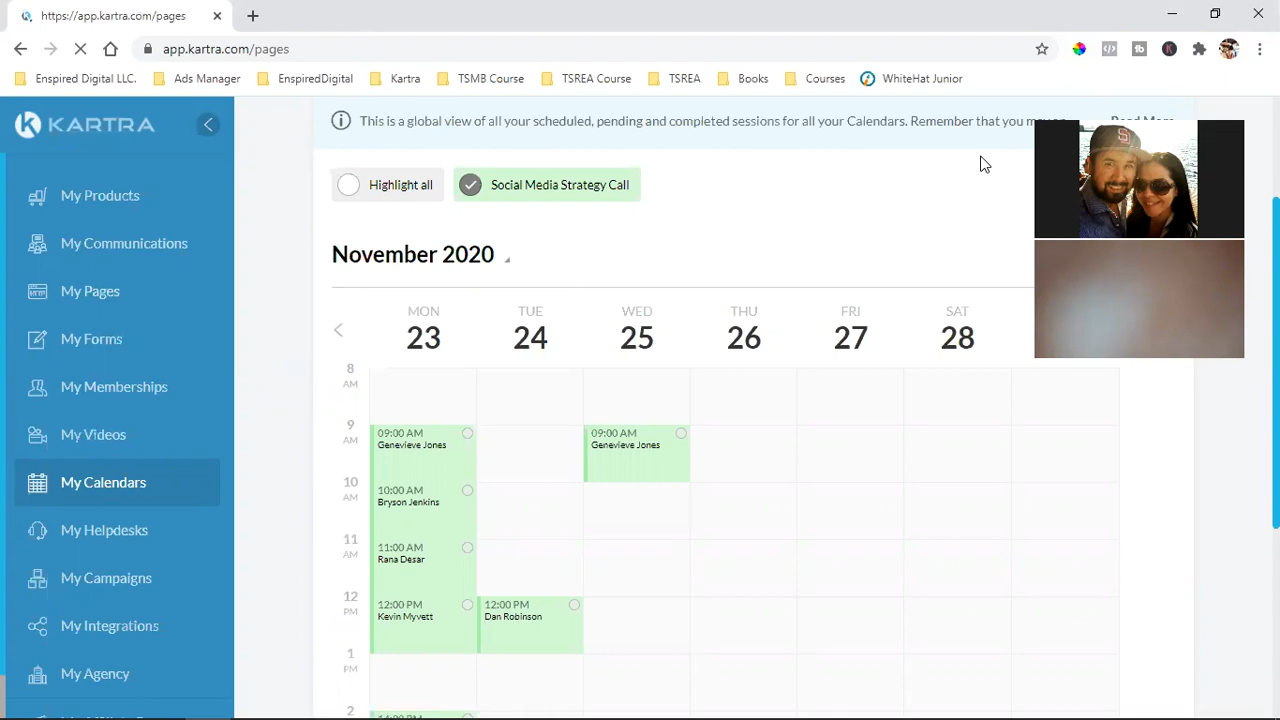 https://app.kartra.com/pages
app.kartra.com/pages
Enspired Digital LLC. Ads Manager EnspiredDigital Kartra TSMB Course TSREA Course TSREA Books Courses WhiteHat Junior
KARTRA
My Products
My Communications
My Pages
My Forms
My Memberships
My Videos
My Calendars
My Helpdesks
My Campaigns
My Integrations
My Agency
This is a global view of all your scheduled, pending and completed sessions for all your Calendars. Remember that you may
Highlight all Social Media Strategy Call
November 2020
MON TUE WED THU FRI SAT
23 24 25 26 27 28
8 AM
9 AM
09:00 AM
Genevieve Jones
09:00 AM
Genevieve Jones
10 AM
10:00 AM
Bryson Jenkins
11 AM
11:00 AM
Rana Desar
12 PM
12:00 PM
Kevin Myvett
12:00 PM
Dan Robinson
1 PM
2